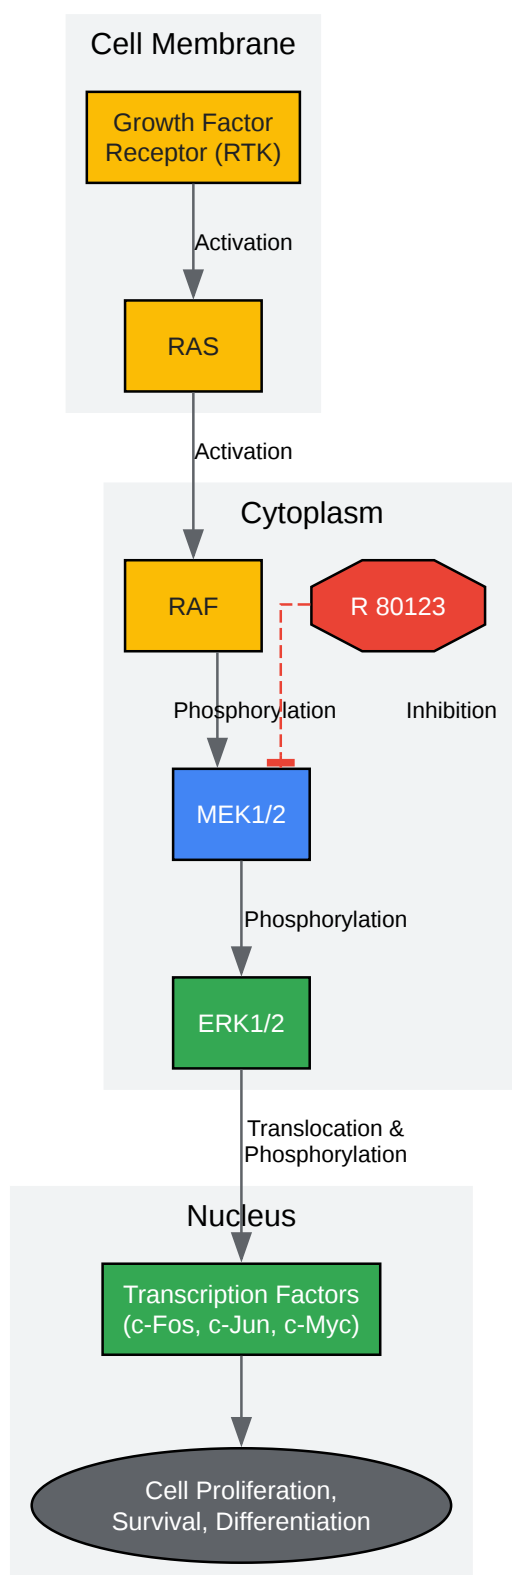 Cell Membrane
Growth Factor
Receptor (RTK)
Activation
RAS
Activation
Cytoplasm
RAF
R 80123
Phosphorylation
Inhibition
MEK1/2
Phosphorylation
ERK1/2
Translocation &
Phosphorylation
Nucleus
Transcription Factors
(c-Fos, c-Jun, c-Myc)
Cell Proliferation,
Survival, Differentiation